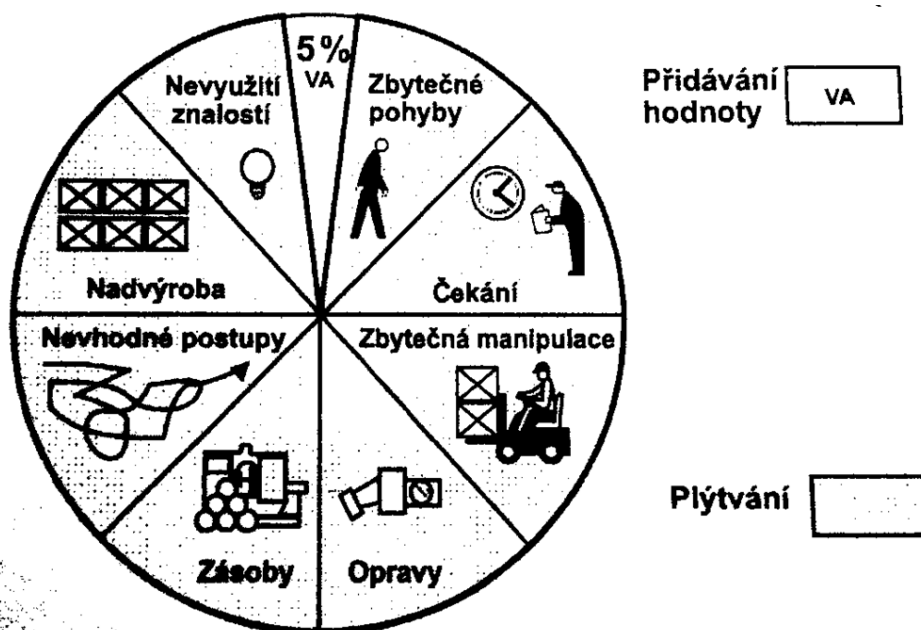 5%
VA
Nevyužití
znalostí
Zbytečné
pohyby
Nadvýroba
Čekání
Nevhodné postupy
Zbytečná manipulace
Zásoby
Opravy
Přidávání
hodnoty
VA
Plýtvání